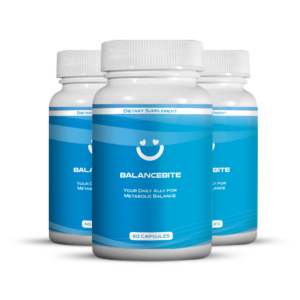 DIETARY SUPPLEMENT
BALANCEBITE
YOUR DAILY ALLY FOR
METABOLIC BALANCE
60 CAPSULES